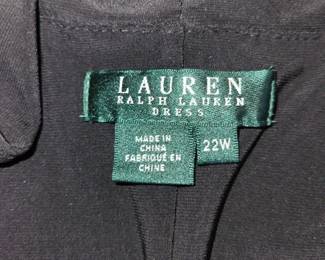 LAUREN
RALPH LAUREN
DRESS
MADE IN
CHINA
FABRIQUÉ EN
CHINE
22W